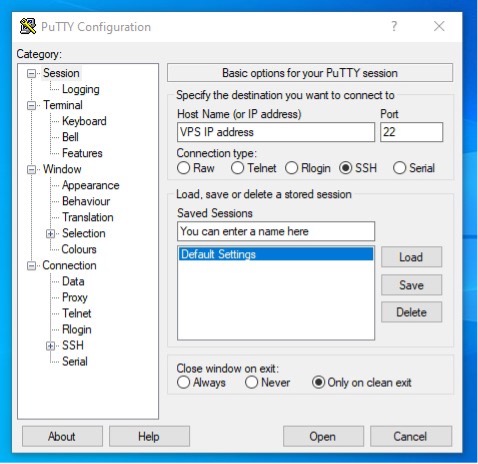 PuTTY Configuration
Category:
Session
Logging
Terminal
Keyboard
Bell
Features
Window
Appearance
Behaviour
Translation
Selection
Colours
Connection
Data
Proxy
Telnet
Rlogin
SSH
Serial
Basic options for your PuTTY session
Specify the destination you want to connect to
Host Name (or IP address) Port
VPS IP address 22
Connection type:
Raw Telnet Rlogin SSH Serial
Load, save or delete a stored session
Saved Sessions
You can enter a name here
Default Settings
Load
Save
Delete
Close window on exit:
Always Never Only on clean exit
About Help Open Cancel